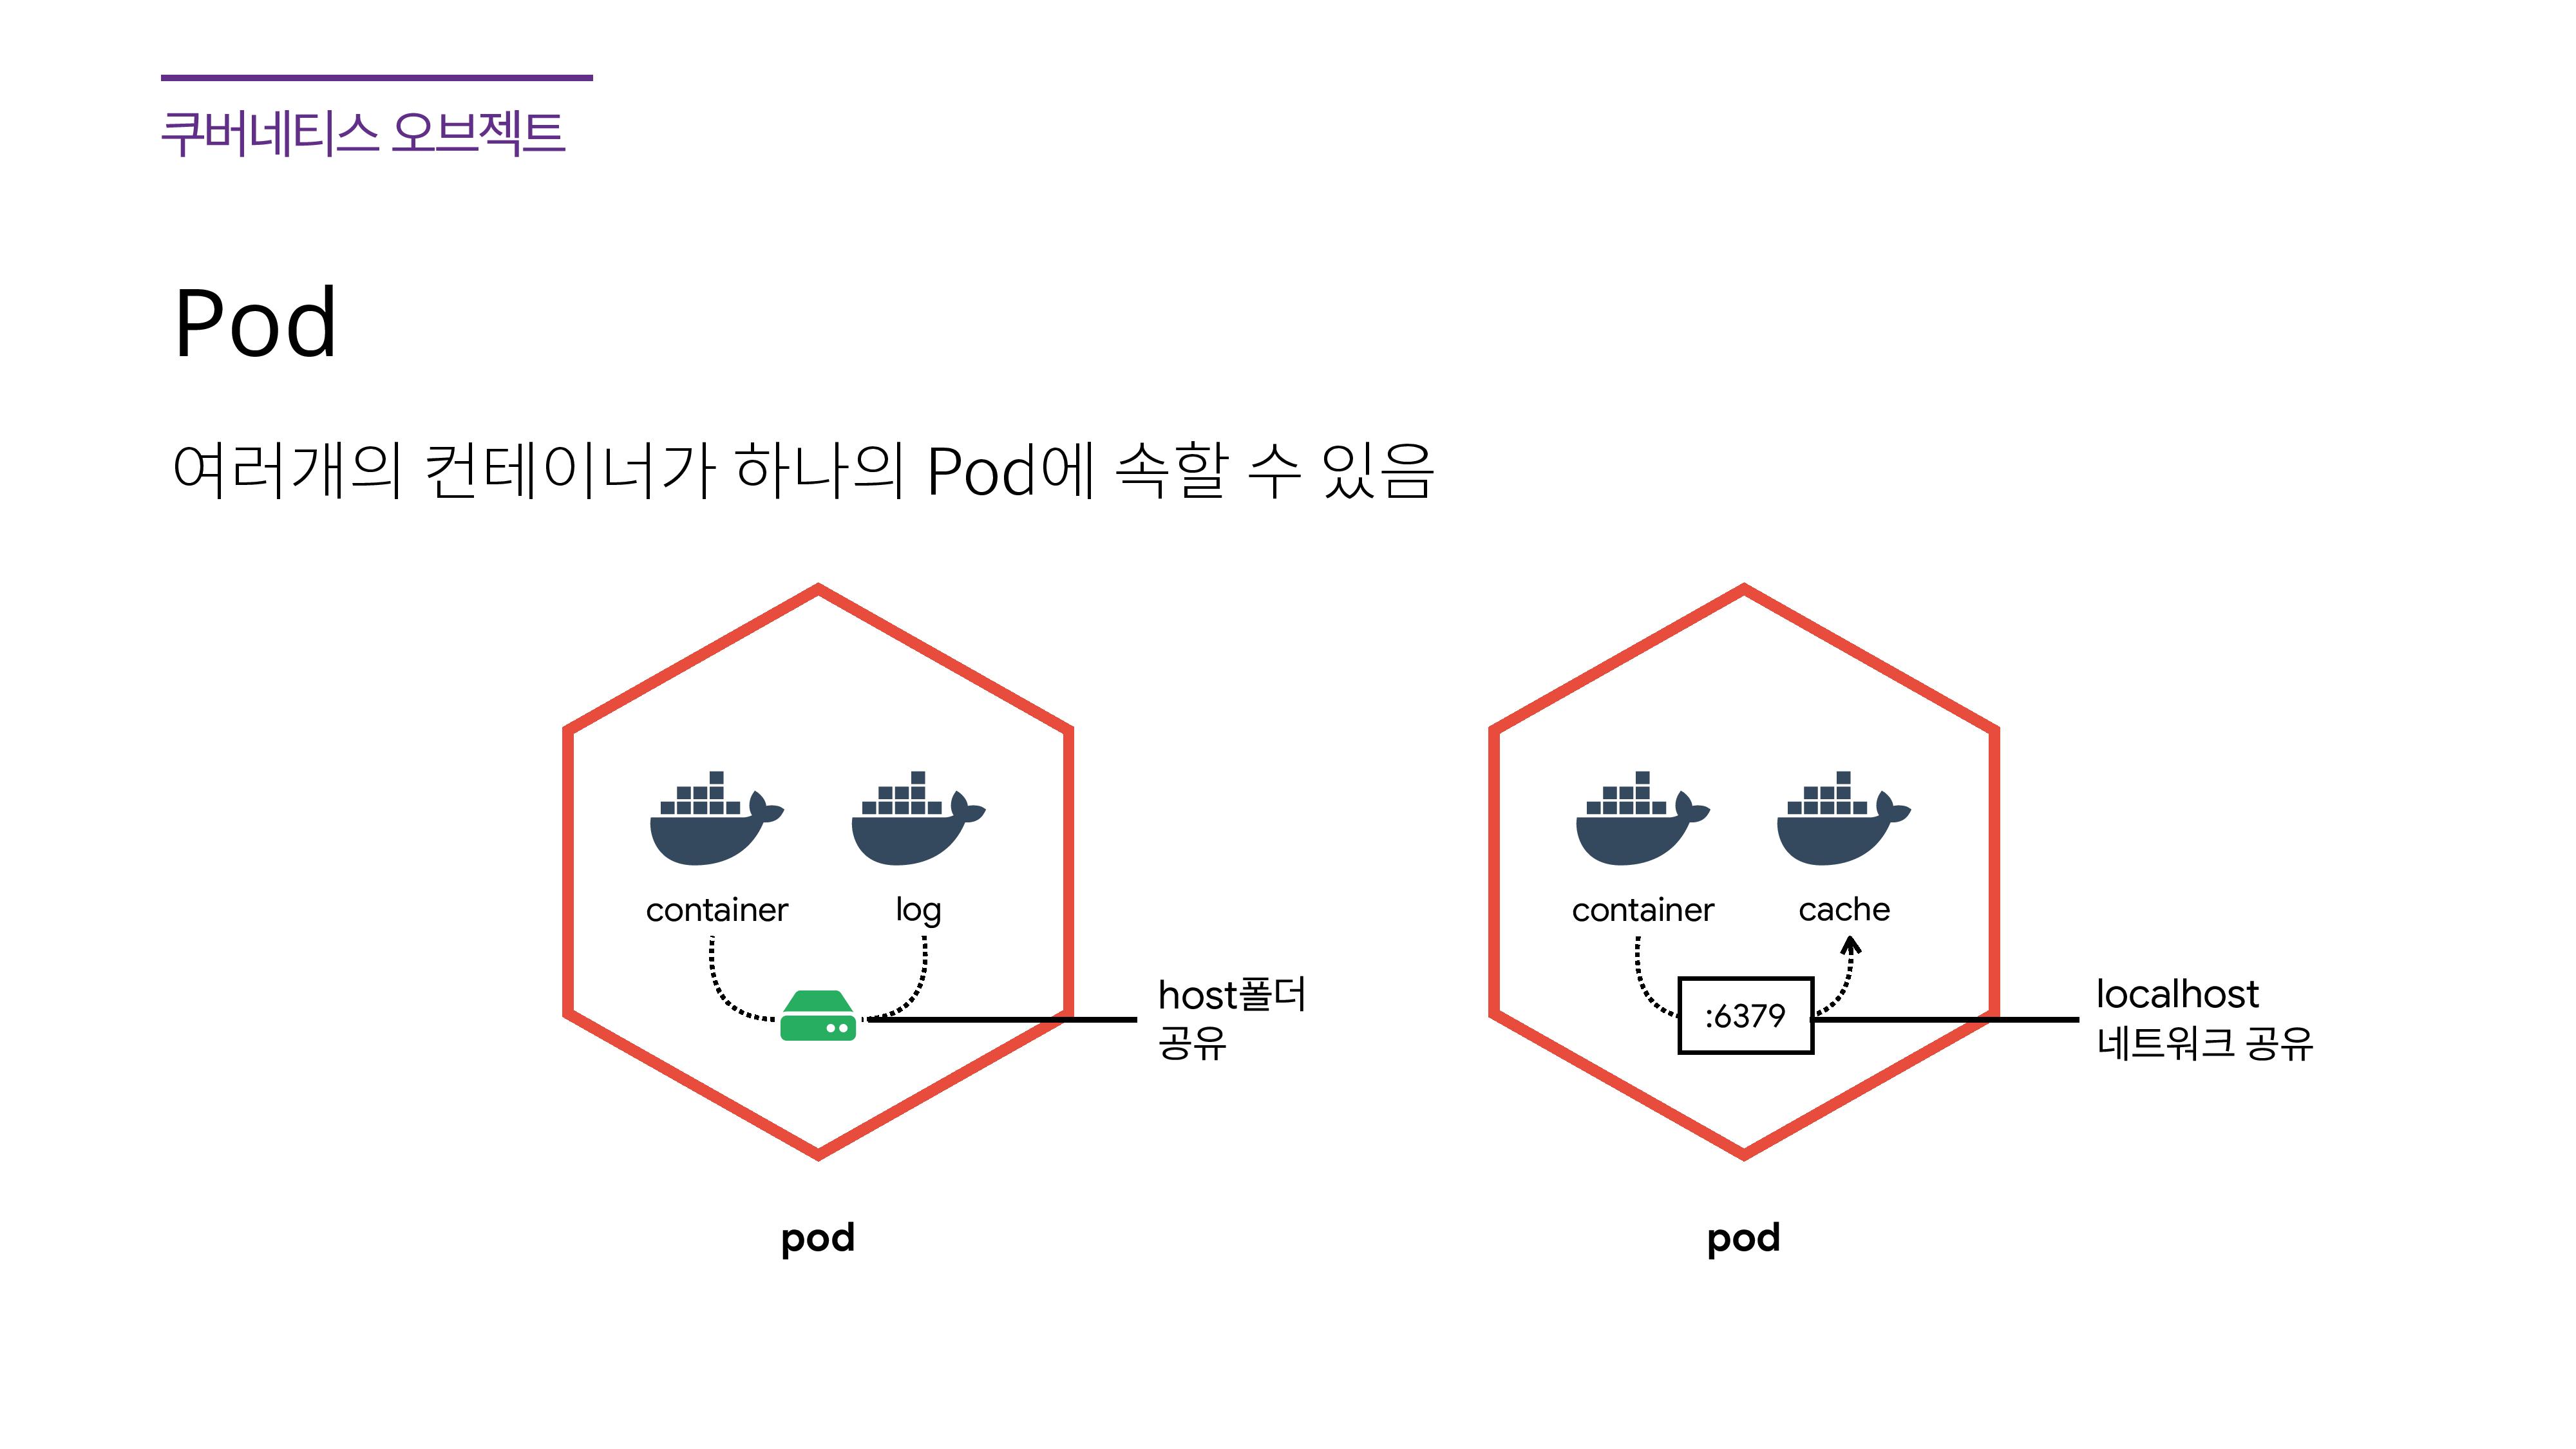 쿠버네티스 오브젝트
Pod
여러개의 컨테이너가 하나의 Pod에 속할 수 있음
container
log
host폴더
공유
pod
container
cache
:6379
localhost
네트워크 공유
pod